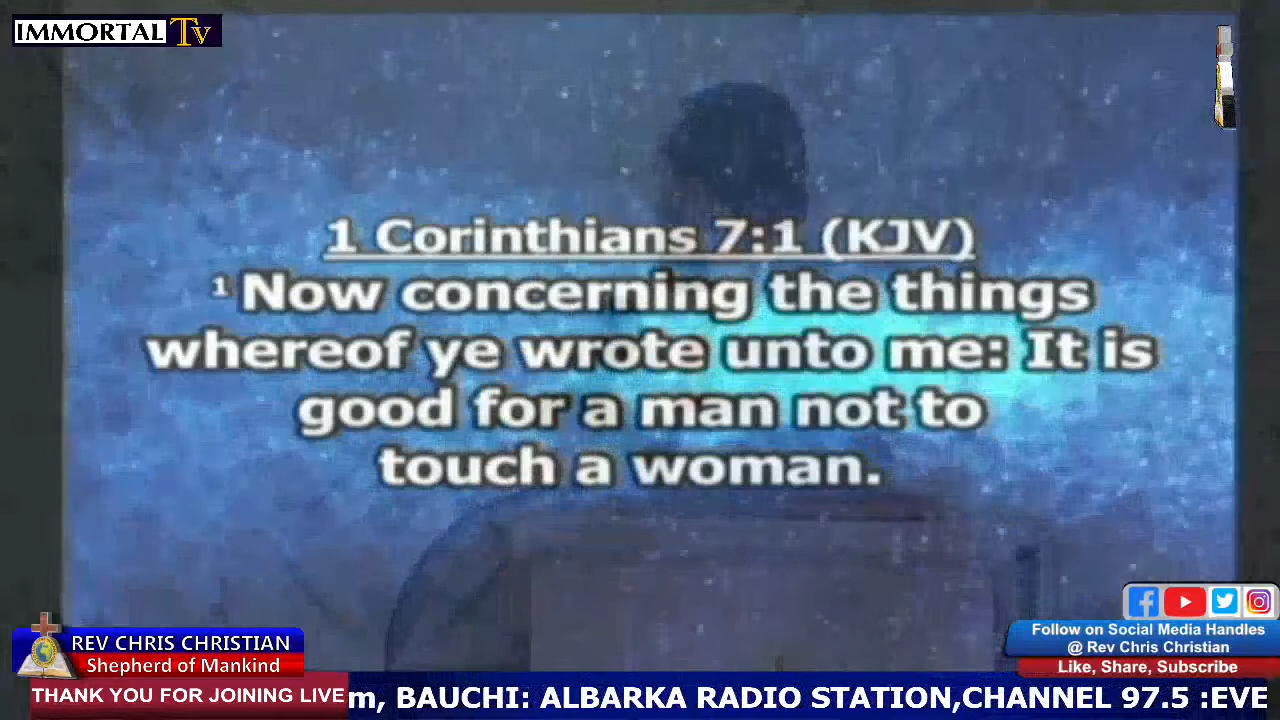 IMMORTAL Tv
1 Corinthians 7:1 (KJV)
1 Now concerning the things
whereof ye wrote unto me: It is
good for a man not to
touch a woman.
REV CHRIS CHRISTIAN
Shepherd of Mankind
Follow on Social Media Handles
@ Rev Chris Christian
Like, Share, Subscribe
THANK YOU FOR JOINING LIVE
m, BAUCHI: ALBARKA RADIO STATION,CHANNEL 97.5 :EVE